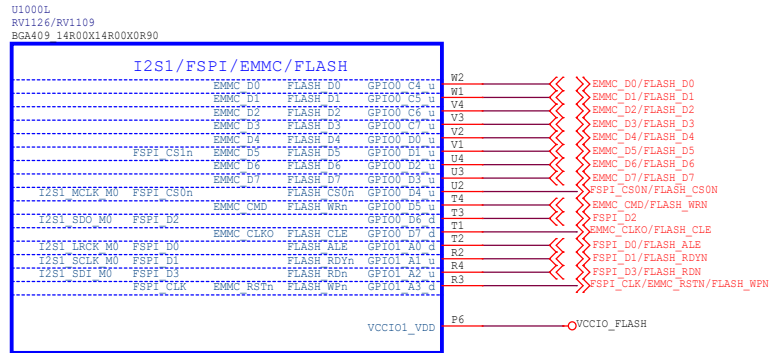 U1000L
RV1126/RV1109
BGA409_14R00X14R00X0R90
I2S1/FSPI/EMMC/FLASH
EMMC_D0 FLASH_D0 GPIO0_C4_u W2 EMMC_D0/FLASH_D0
EMMC_D1 FLASH_D1 GPIO0_C5_u W1 EMMC_D1/FLASH_D1
EMMC_D2 FLASH_D2 GPIO0_C6_u V4 EMMC_D2/FLASH_D2
EMMC_D3 FLASH_D3 GPIO0_C7_u V3 EMMC_D3/FLASH_D3
EMMC_D4 FLASH_D4 GPIO0_D0_u V2 EMMC_D4/FLASH_D4
FSPI_CS1n EMMC_D5 FLASH_D5 GPIO0_D1_u V1 EMMC_D5/FLASH_D5
EMMC_D6 FLASH_D6 GPIO0_D2_u U4 EMMC_D6/FLASH_D6
EMMC_D7 FLASH_D7 GPIO0_D3_u U3 EMMC_D7/FLASH_D7
I2S1_MCLK_M0 FSPI_CS0n FLASH_CS0n GPIO0_D4_u U2 FSPI_CS0N/FLASH_CS0N
EMMC_CMD FLASH_WRn GPIO0_D5_u T4 EMMC_CMD/FLASH_WRN
I2S1_SDO_M0 FSPI_D2 GPIO0_D6_d T3 FSPI_D2
EMMC_CLKO FLASH_CLE GPIO0_D7_d T1 EMMC_CLKO/FLASH_CLE
I2S1_LRCK_M0 FSPI_D0 FLASH_ALE GPIO1_A0_d T2 FSPI_D0/FLASH_ALE
I2S1_SCLK_M0 FSPI_D1 FLASH_RDYn GPIO1_A1_u R2 FSPI_D1/FLASH_RDYN
I2S1_SDI_M0 FSPI_D3 FLASH_RDn GPIO1_A2_u R4 FSPI_D3/FLASH_RDN
FSPI_CLK EMMC_RSTn FLASH_WPn GPIO1_A3_d R3 FSPI_CLK/EMMC_RSTN/FLASH_WPN
VCCIO1_VDD P6 VCCIO_FLASH